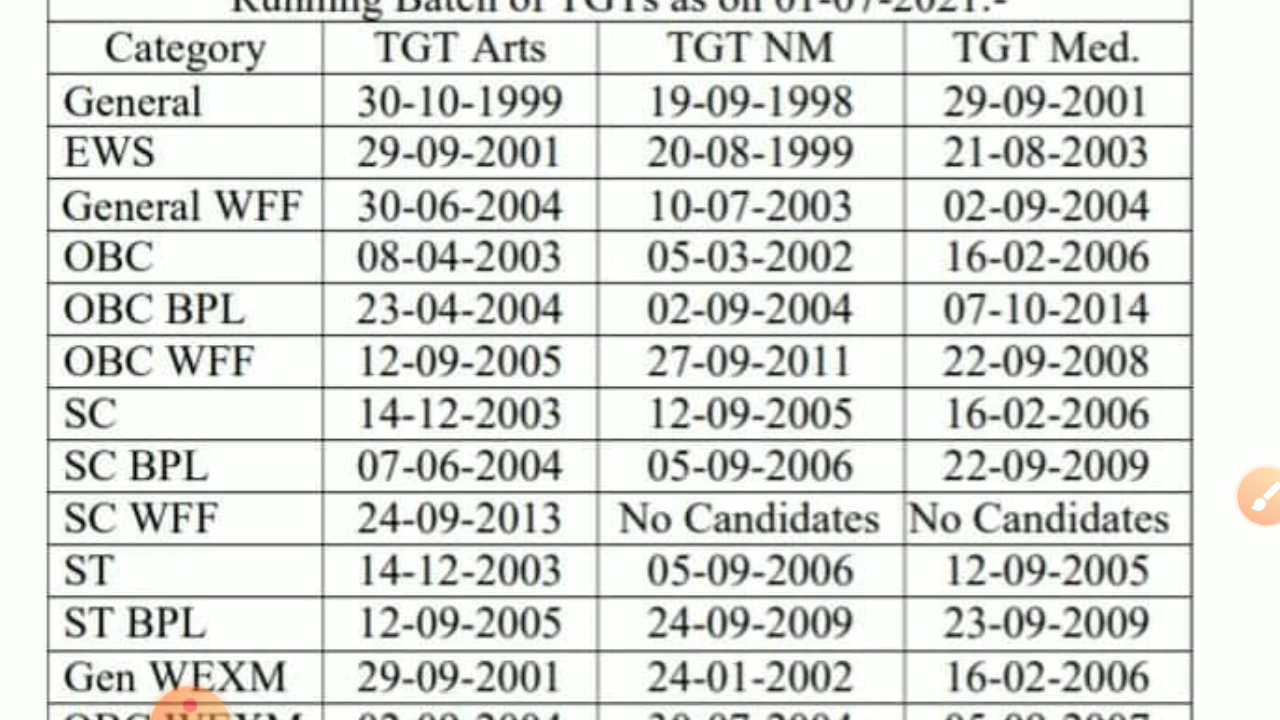 Running Batch of TGTs as on 01-07-2021:-
Category TGT Arts TGT NM TGT Med.
General 30-10-1999 19-09-1998 29-09-2001
EWS 29-09-2001 20-08-1999 21-08-2003
General WFF 30-06-2004 10-07-2003 02-09-2004
OBC 08-04-2003 05-03-2002 16-02-2006
OBC BPL 23-04-2004 02-09-2004 07-10-2014
OBC WFF 12-09-2005 27-09-2011 22-09-2008
SC 14-12-2003 12-09-2005 16-02-2006
SC BPL 07-06-2004 05-09-2006 22-09-2009
SC WFF 24-09-2013 No Candidates No Candidates
ST 14-12-2003 05-09-2006 12-09-2005
ST BPL 12-09-2005 24-09-2009 23-09-2009
Gen WEXM 29-09-2001 24-01-2002 16-02-2006
OBC WEXM